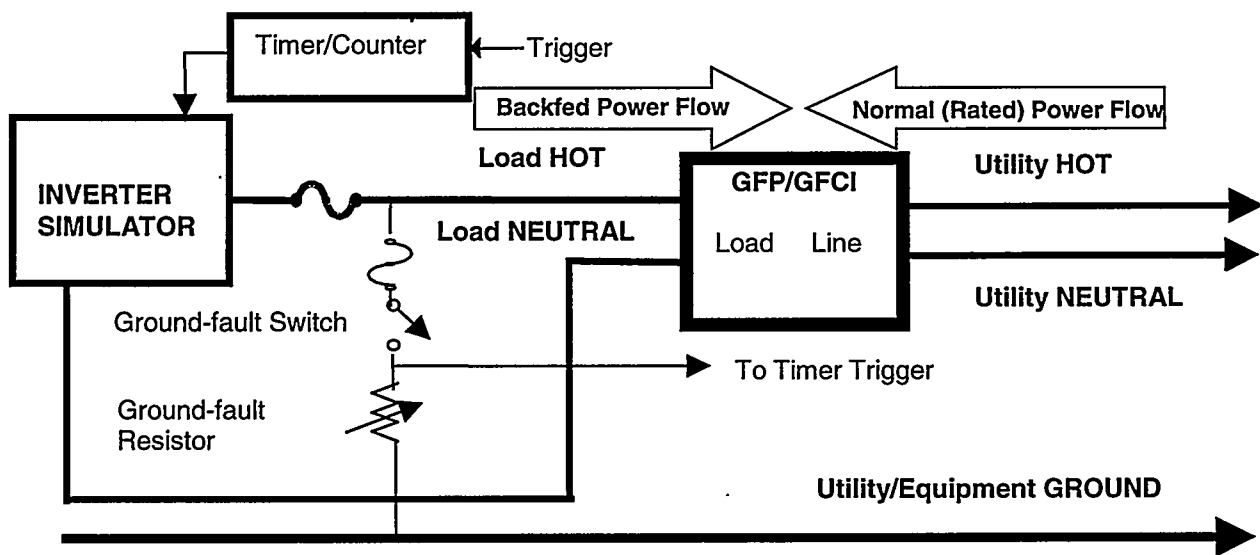 Timer/Counter
Trigger
Backfed Power Flow
Normal (Rated) Power Flow
Load HOT
Utility HOT
INVERTER
SIMULATOR
GFP/GFCI
Load NEUTRAL
Load Line
Utility NEUTRAL
Ground-fault Switch
To Timer Trigger
Ground-fault
Resistor
Utility/Equipment GROUND